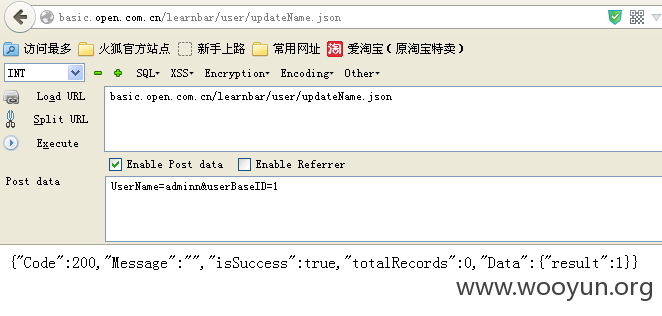 basic.open.com.cn/learnbar/user/updateName.json
访问最多 火狐官方站点 新手上路 常用网址 淘 爱淘宝（原淘宝特卖）
INT SQL XSS Encryption Encoding Other
Load URL basic.open.com.cn/learnbar/user/updateName.json
Split URL
Execute
Enable Post data Enable Referrer
Post data UserName=adminn&userBaseID=1
{"Code":200,"Message":"","isSuccess":true,"totalRecords":0,"Data":{"result":1}}
www.wooyun.org